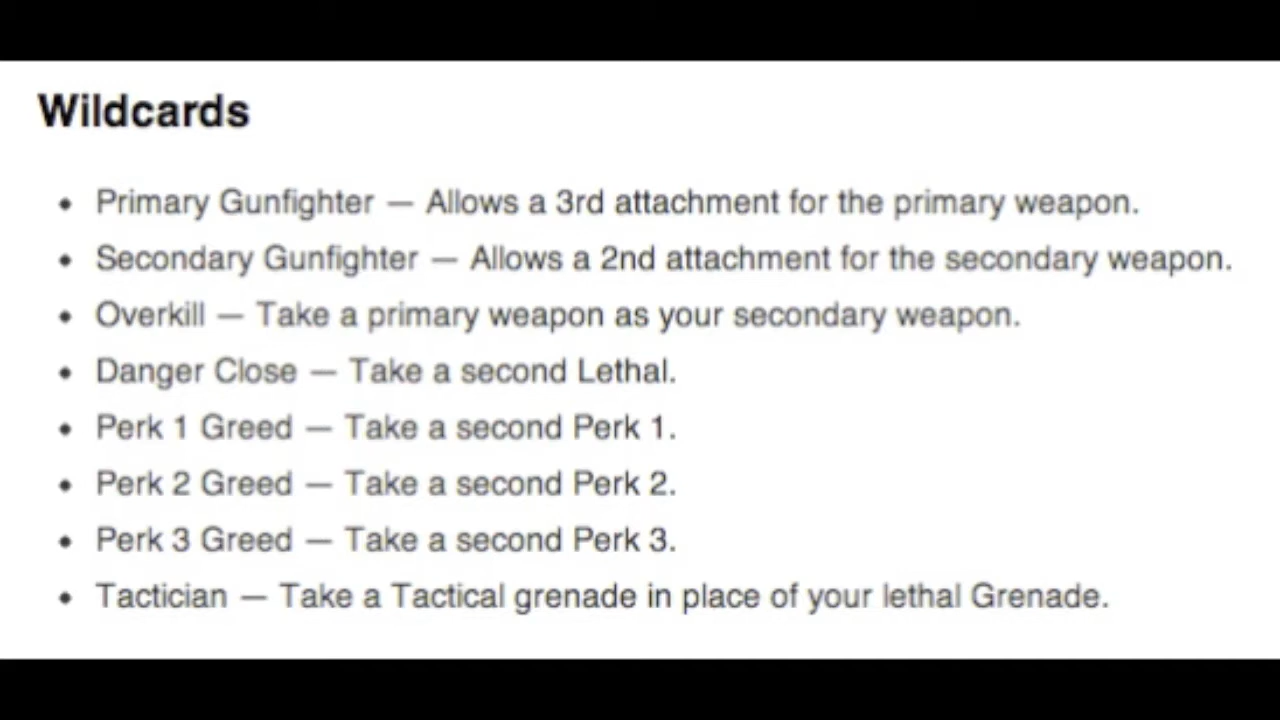 Wildcards
• Primary Gunfighter — Allows a 3rd attachment for the primary weapon.
• Secondary Gunfighter — Allows a 2nd attachment for the secondary weapon.
• Overkill — Take a primary weapon as your secondary weapon.
• Danger Close — Take a second Lethal.
• Perk 1 Greed — Take a second Perk 1.
• Perk 2 Greed — Take a second Perk 2.
• Perk 3 Greed — Take a second Perk 3.
• Tactician — Take a Tactical grenade in place of your lethal Grenade.